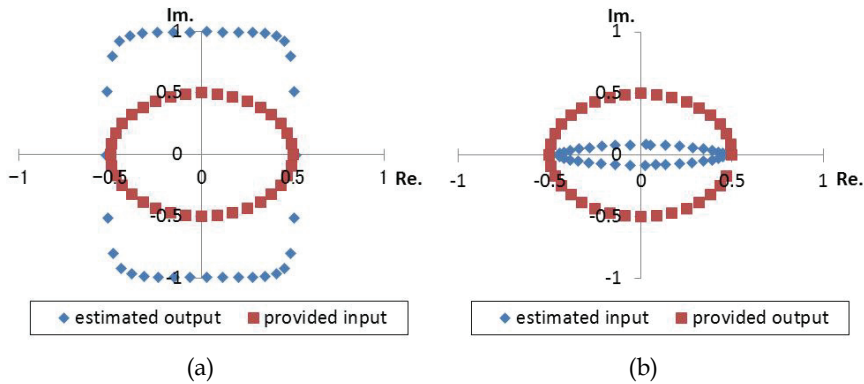 Im.
1
0.5
0
-1
−0.5
0
0.5
1
Re.
-0.5
-1
estimated output
provided input
(a)
Im.
1
0.5
0
-1
-0.5
0
0.5
1
Re.
-0.5
-1
estimated input
provided output
(b)